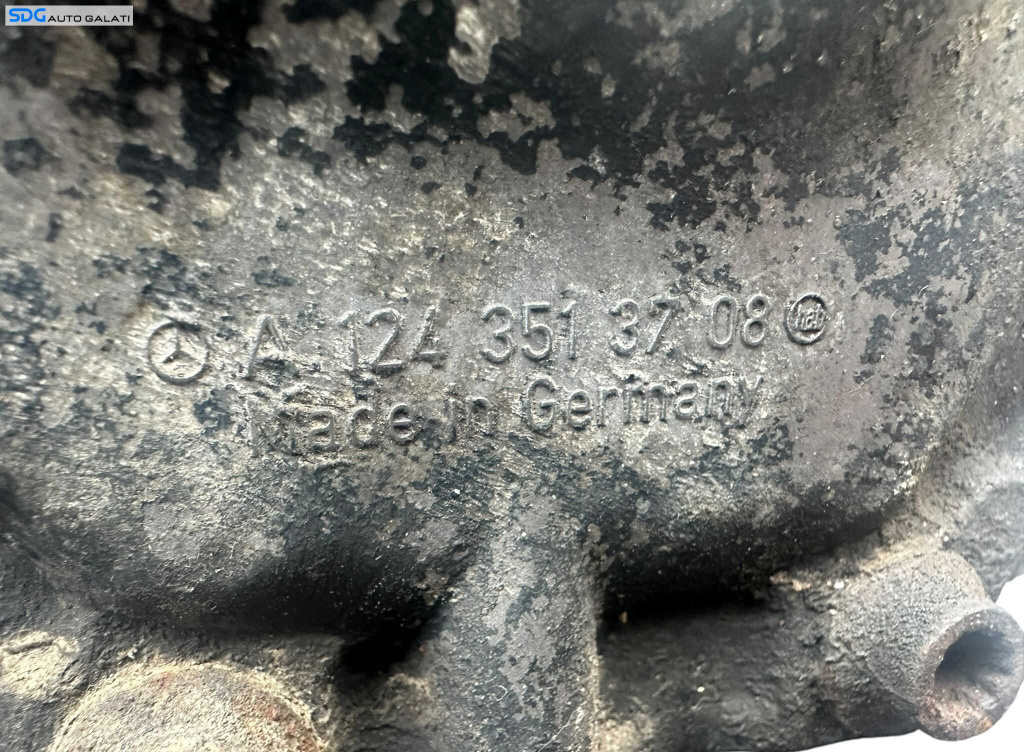 SDG AUTO GALATI
A 124 351 37 08
Made in Germany